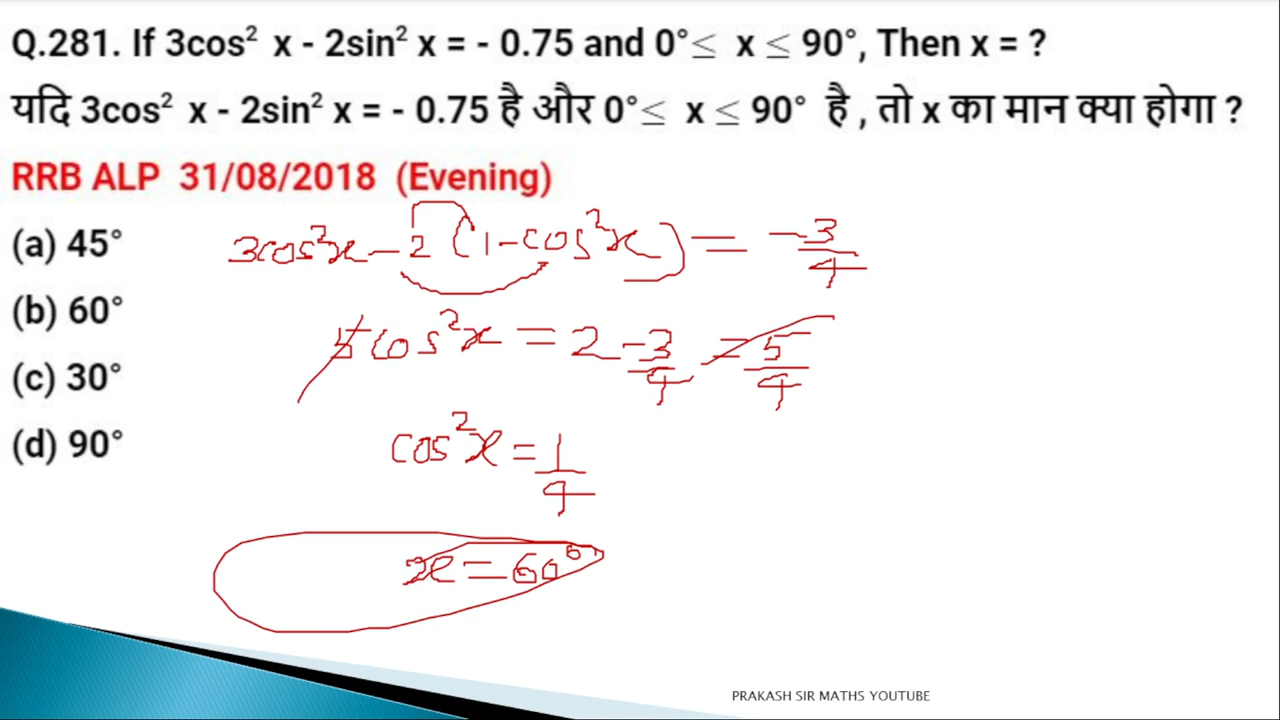 Q.281. If 3cos² x - 2sin² x = - 0.75 and 0°≤ x ≤ 90°, Then x = ?
यदि 3cos² x - 2sin² x = - 0.75 है और 0°≤ x ≤ 90° है , तो x का मान क्या होगा ?
RRB ALP 31/08/2018 (Evening)
(a) 45°
(b) 60°
(c) 30°
(d) 90°
3cos²x - 2 (1 - cos²x) = -3/4
5cos²x = 2 - 3/4 = 5/4
cos²x = 1/4
x = 60°
PRAKASH SIR MATHS YOUTUBE